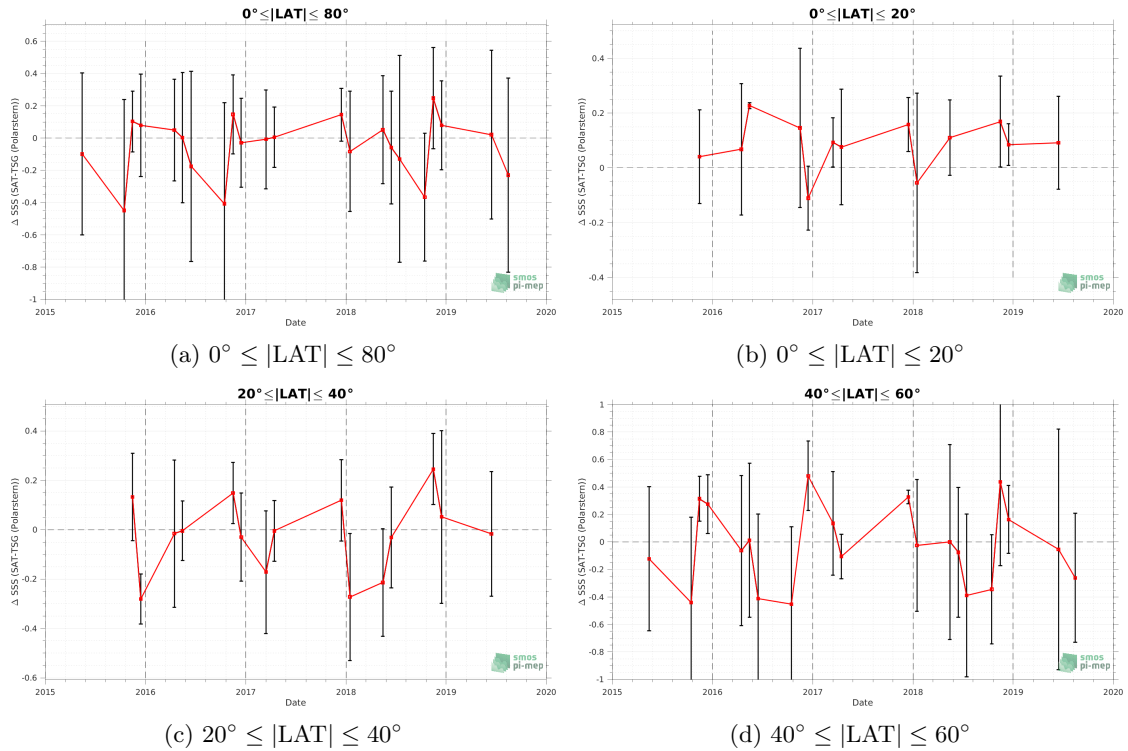 0°≤|LAT|≤ 80°
Δ SSS (SAT-TSG (Polarstern))
0.6
0.4
0.2
0
-0.2
-0.4
-0.6
-0.8
-1
2015
2016
2017
2018
2019
2020
Date
smos
pi-mep
(a) 0° ≤ |LAT| ≤ 80°
0°≤|LAT|≤ 20°
Δ SSS (SAT-TSG (Polarstern))
0.4
0.2
0
-0.2
-0.4
2015
2016
2017
2018
2019
2020
Date
smos
pi-mep
(b) 0° ≤ |LAT| ≤ 20°
20°≤|LAT|≤ 40°
Δ SSS (SAT-TSG (Polarstern))
0.4
0.2
0
-0.2
-0.4
-0.6
2015
2016
2017
2018
2019
2020
Date
smos
pi-mep
(c) 20° ≤ |LAT| ≤ 40°
40°≤|LAT|≤ 60°
Δ SSS (SAT-TSG (Polarstern))
1
0.8
0.6
0.4
0.2
0
-0.2
-0.4
-0.6
-0.8
-1
2015
2016
2017
2018
2019
2020
Date
smos
pi-mep
(d) 40° ≤ |LAT| ≤ 60°